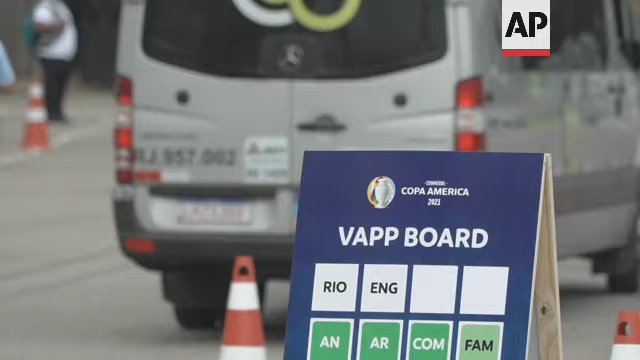 AP
RJ.957.002
CONMEBOL
COPA AMERICA
2021
VAPP BOARD
RIO ENG
AN AR COM FAM